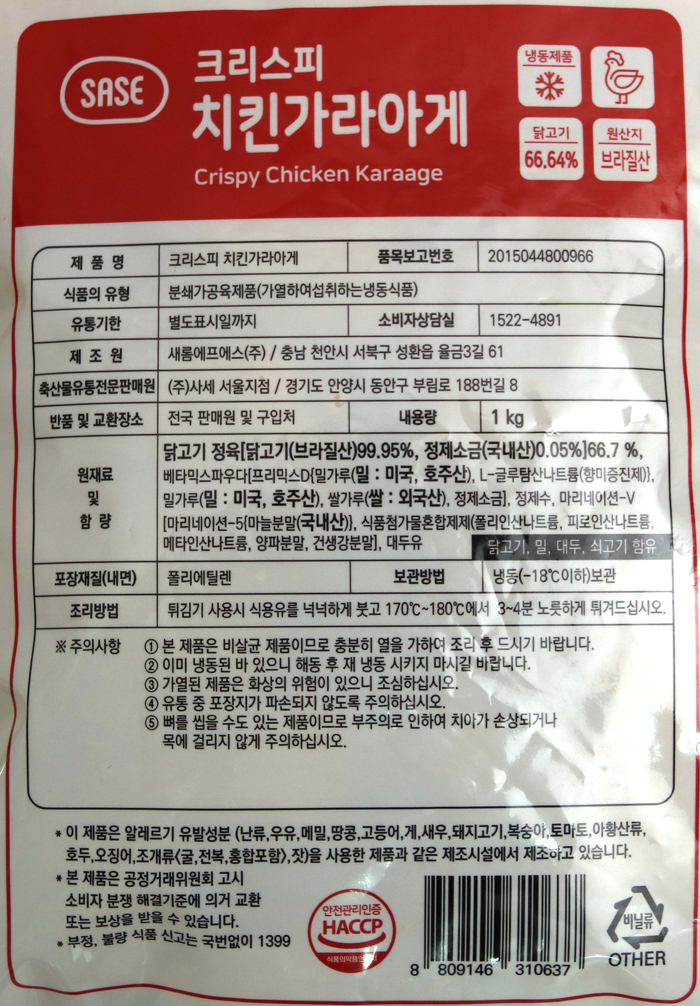 SASE
크리스피
치킨가라아게
Crispy Chicken Karaage
냉동제품
닭고기
66,64%
원산지
브라질산
제 품 명 크리스피 치킨가라아게 품목보고번호 2015044800966
식품의 유형 분쇄가공육제품(가열하여섭취하는냉동식품)
유통기한 별도표시일까지 소비자상담실 1522-4891
제 조 원 새롬에프에스(주) / 충남 천안시 서북구 성환읍 율금3길 61
축산물유통전문판매원 (주)사세 서울지점 / 경기도 안양시 동안구 부림로 188번길 8
반품 및 교환장소 전국 판매원 및 구입처 내용량 1 kg
원재료
및
함 량
닭고기 정육[닭고기(브라질산)99.95%, 정제소금(국내산)0.05%]66.7 %,
베타믹스파우다[프리믹스D{밀가루(밀 : 미국, 호주산), L-글루탐산나트륨(향미증진제)},
밀가루(밀 : 미국, 호주산), 쌀가루(쌀 : 외국산), 정제소금], 정제수, 마리네이션-V
[마리네이션-5{마늘분말(국내산)}, 식품첨가물혼합제제(폴리인산나트륨, 피로인산나트륨,
메타인산나트륨, 양파분말, 건생강분말], 대두유
닭고기, 밀, 대두, 쇠고기 함유
포장재질(내면) 폴리에틸렌 보관방법 냉동(-18℃이하)보관
조리방법 튀김기 사용시 식용유를 넉넉하게 붓고 170℃~180℃에서 3~4분 노릇하게 튀겨드십시오.
※ 주의사항 ① 본 제품은 비살균 제품이므로 충분히 열을 가하여 조리 후 드시기 바랍니다.
② 이미 냉동된 바 있으니 해동 후 재 냉동 시키지 마시길 바랍니다.
③ 가열된 제품은 화상의 위험이 있으니 조심하십시오.
④ 유통 중 포장지가 파손되지 않도록 주의하십시오.
⑤ 뼈를 씹을 수도 있는 제품이므로 부주의로 인하여 치아가 손상되거나
목에 걸리지 않게 주의하십시오.
* 이 제품은 알레르기 유발성분 (난류,우유,메밀,땅콩,고등어,게,새우,돼지고기,복숭아,토마토,아황산류,
호두,오징어,조개류<굴,전복,홍합포함>,잣)을 사용한 제품과 같은 제조시설에서 제조하고 있습니다.
* 본 제품은 공정거래위원회 고시
소비자 분쟁 해결기준에 의거 교환
또는 보상을 받을 수 있습니다.
* 부정, 불량 식품 신고는 국번없이 1399
안전관리인증
HACCP
8 809146 310637
비닐류
OTHER